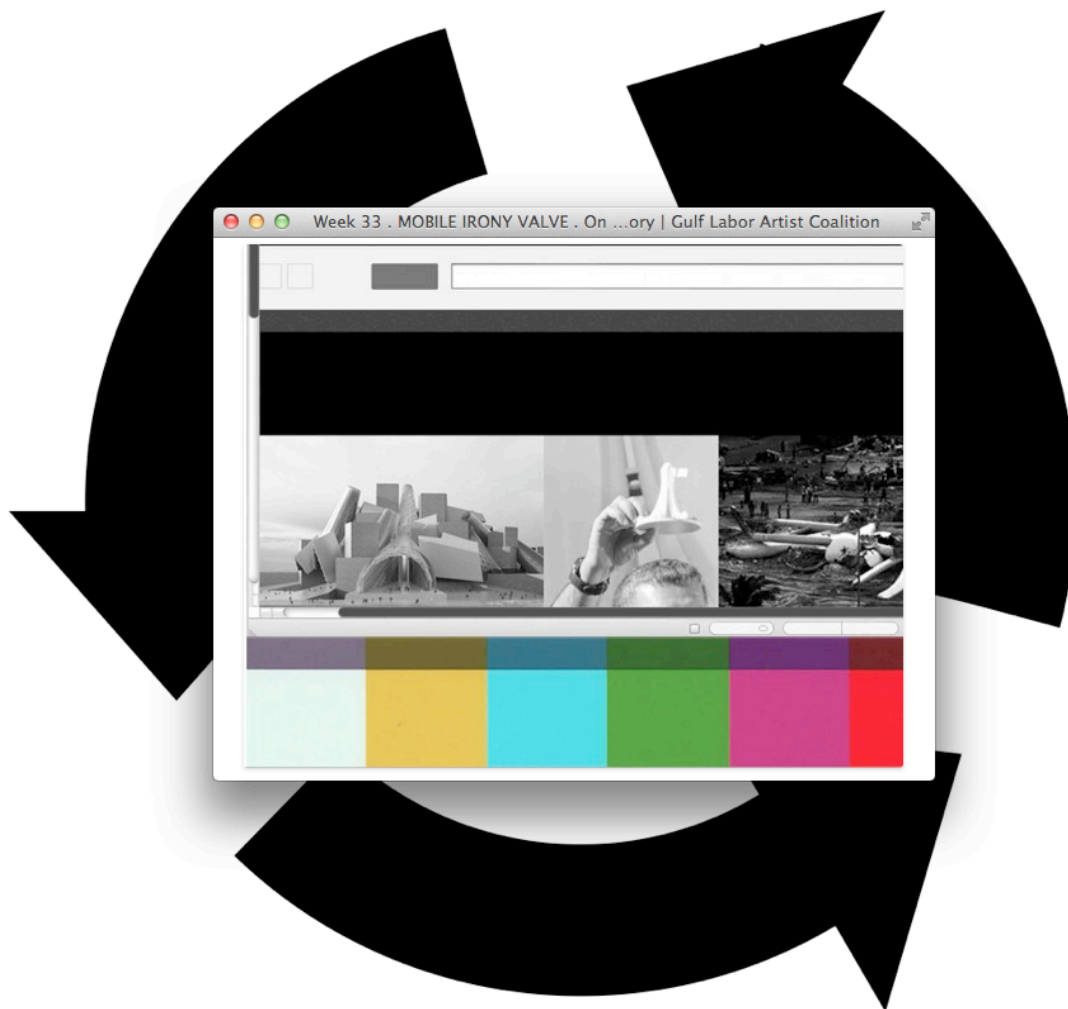 Week 33 . MOBILE IRONY VALVE . On ...ory | Gulf Labor Artist Coalition